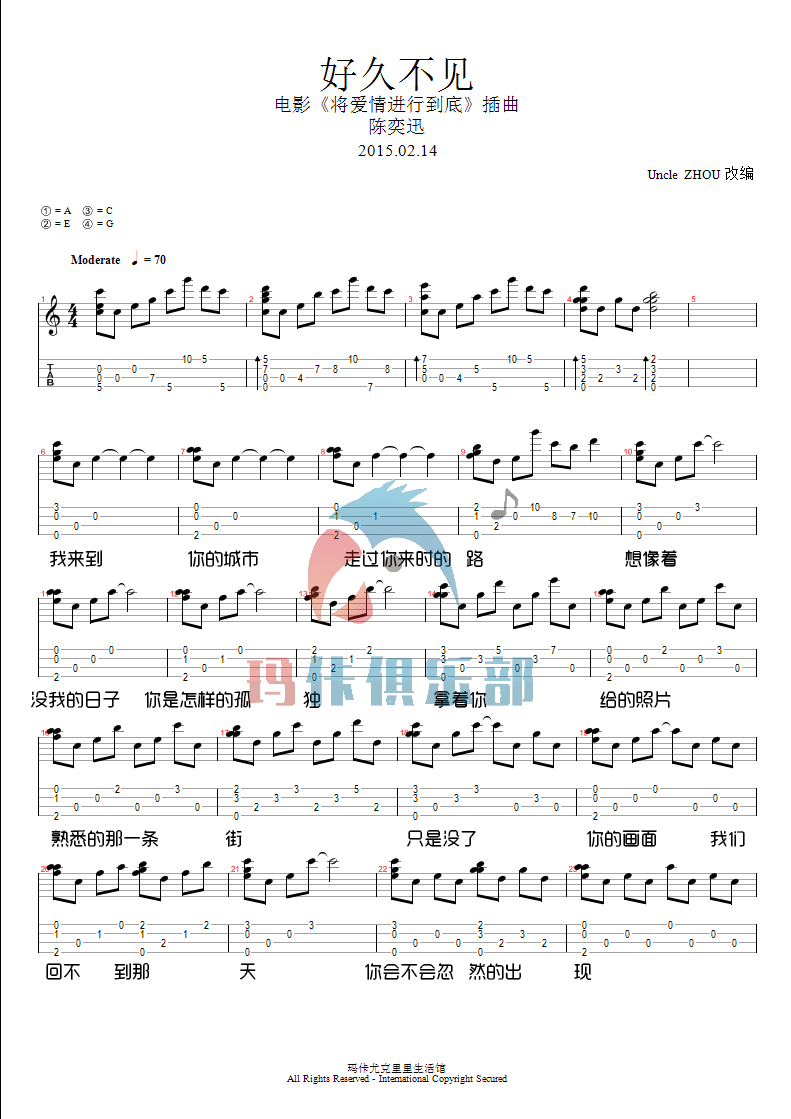 好久不见
电影《将爱情进行到底》插曲
陈奕迅
2015.02.14
Uncle ZHOU 改编
① = A ③ = C
② = E ④ = G
Moderate ♩ = 70
我来到 你的城市 走过你来时的 路 想像着
没我的日子 你是怎样的孤 独 拿着你 给的照片
玛佧俱乐部
熟悉的那一条 街 只是没了 你的画面 我们
回不 到那 天 你会不会忽 然的出 现
玛佧尤克里里生活馆
All Rights Reserved - International Copyright Secured